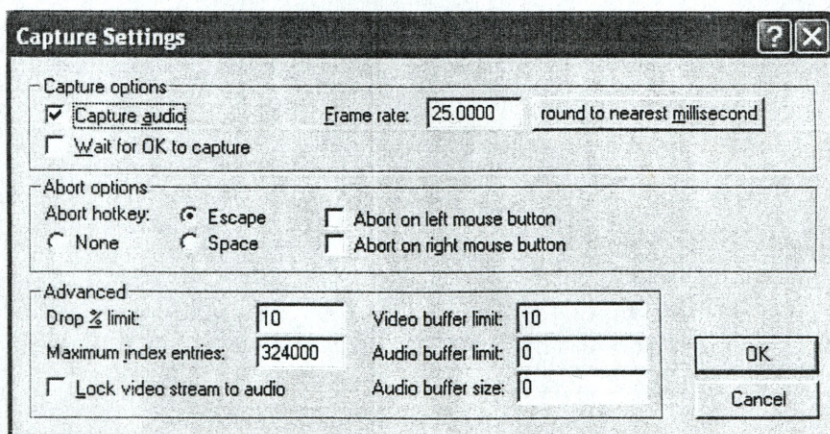 Capture Settings
Capture options
Capture audio
Frame rate: 25.0000 round to nearest millisecond
Wait for OK to capture
Abort options
Abort hotkey: Escape Abort on left mouse button
None Space Abort on right mouse button
Advanced
Drop % limit: 10 Video buffer limit: 10
Maximum index entries: 324000 Audio buffer limit: 0
Lock video stream to audio Audio buffer size: 0
OK
Cancel